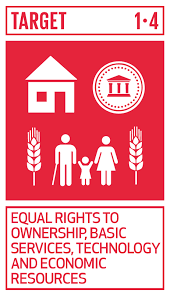 TARGET 1·4
EQUAL RIGHTS TO
OWNERSHIP, BASIC
SERVICES, TECHNOLOGY
AND ECONOMIC
RESOURCES